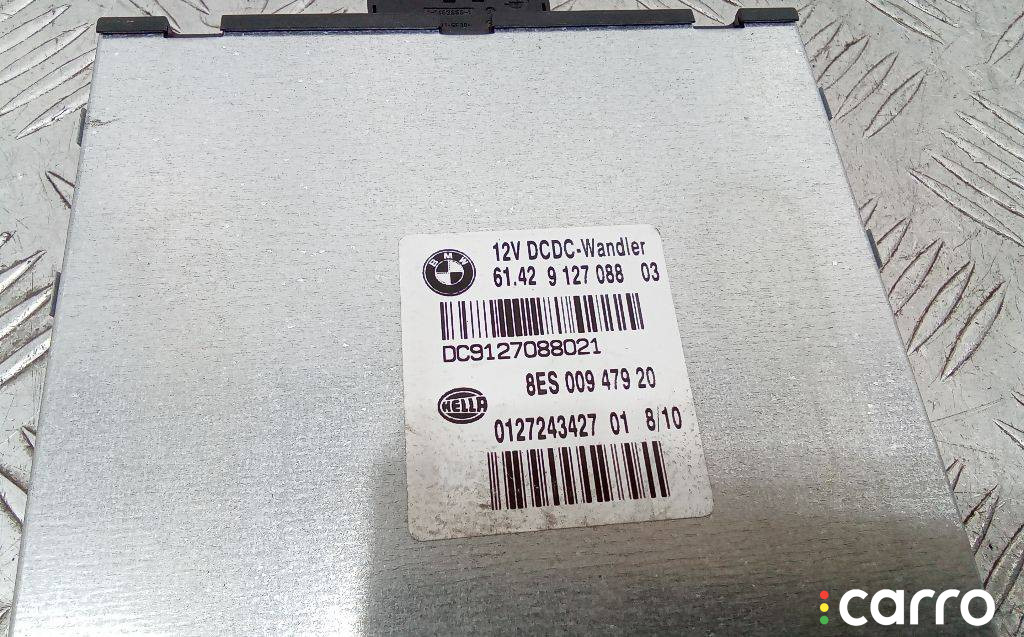 BMW
12V DCDC-Wandler
61.42 9 127 088 03
DC9127088021
8ES 009 479 20
HELLA
0127243427 01 8/10
carro